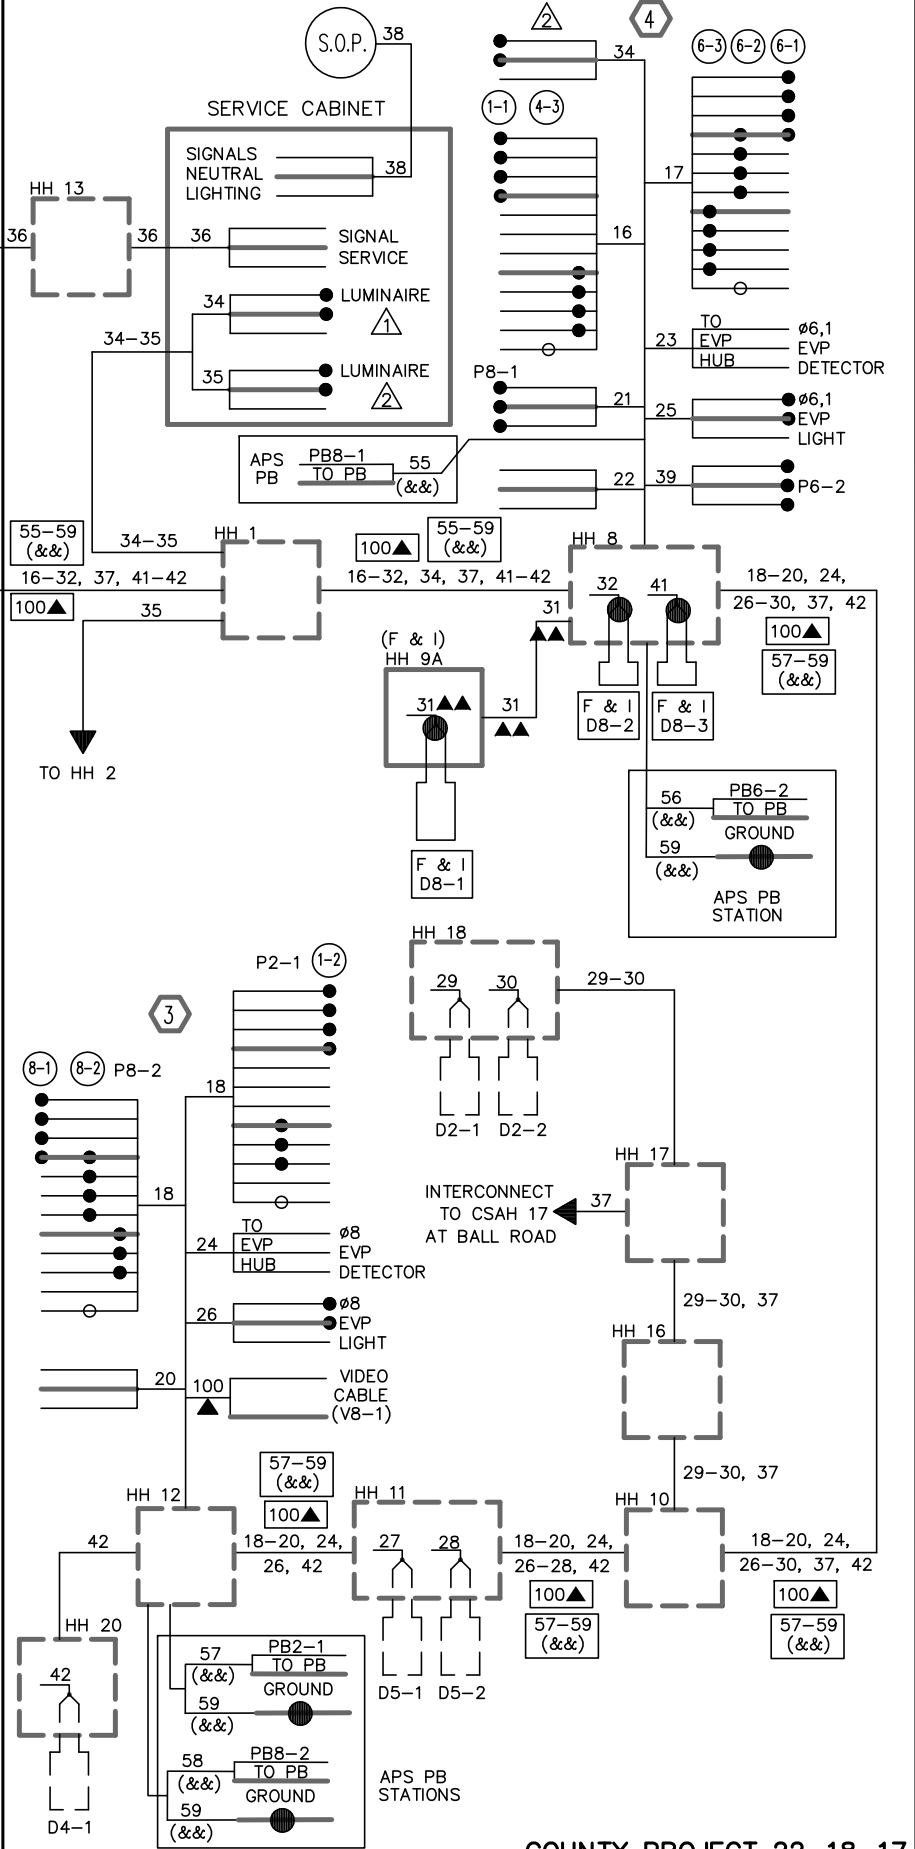 S.O.P.
38
SERVICE CABINET
SIGNALS
NEUTRAL
LIGHTING
38
HH 13
36
36
36
SIGNAL
SERVICE
34
LUMINAIRE
1
34-35
35
LUMINAIRE
2
2
34
4
6-3 6-2 6-1
1-1 4-3
17
16
TO
EVP
HUB
23
ø6,1
EVP
DETECTOR
P8-1
21
25
ø6,1
EVP
LIGHT
APS
PB
PB8-1
TO PB
55
(&&)
22
39
P6-2
55-59
(&&)
34-35
HH 1
100▲
55-59
(&&)
HH 8
16-32, 37, 41-42
16-32, 34, 37, 41-42
18-20, 24,
26-30, 37, 42
100▲
35
31
▲▲
32
41
100▲
57-59
(&&)
(F & I)
HH 9A
31▲▲
31
▲▲
F & I
D8-2
F & I
D8-3
TO HH 2
F & I
D8-1
56
(&&)
PB6-2
TO PB
GROUND
59
(&&)
APS PB
STATION
HH 18
29
30
29-30
D2-1
D2-2
P2-1 1-2
3
8-1 8-2 P8-2
18
18
HH 17
INTERCONNECT
TO CSAH 17
AT BALL ROAD
37
24
TO
EVP
HUB
ø8
EVP
DETECTOR
26
ø8
EVP
LIGHT
29-30, 37
HH 16
20
100
▲
VIDEO
CABLE
(V8-1)
29-30, 37
57-59
(&&)
100▲
HH 12
HH 11
HH 10
42
18-20, 24,
26, 42
27
28
18-20, 24,
26-28, 42
18-20, 24,
26-30, 37, 42
100▲
100▲
57-59
(&&)
57-59
(&&)
HH 20
42
D4-1
57
(&&)
PB2-1
TO PB
GROUND
59
(&&)
58
(&&)
PB8-2
TO PB
GROUND
59
(&&)
APS PB
STATIONS
D5-1
D5-2
COUNTY PROJECT 22-18-17